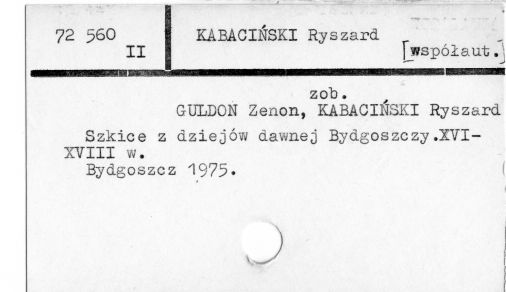 72 560
II
KABACIŃSKI Ryszard
[współaut.]
zob.
GULDON Zenon, KABACIŃSKI Ryszard
Szkice z dziejów dawnej Bydgoszczy.XVI-
XVIII w.
Bydgoszcz 1975.